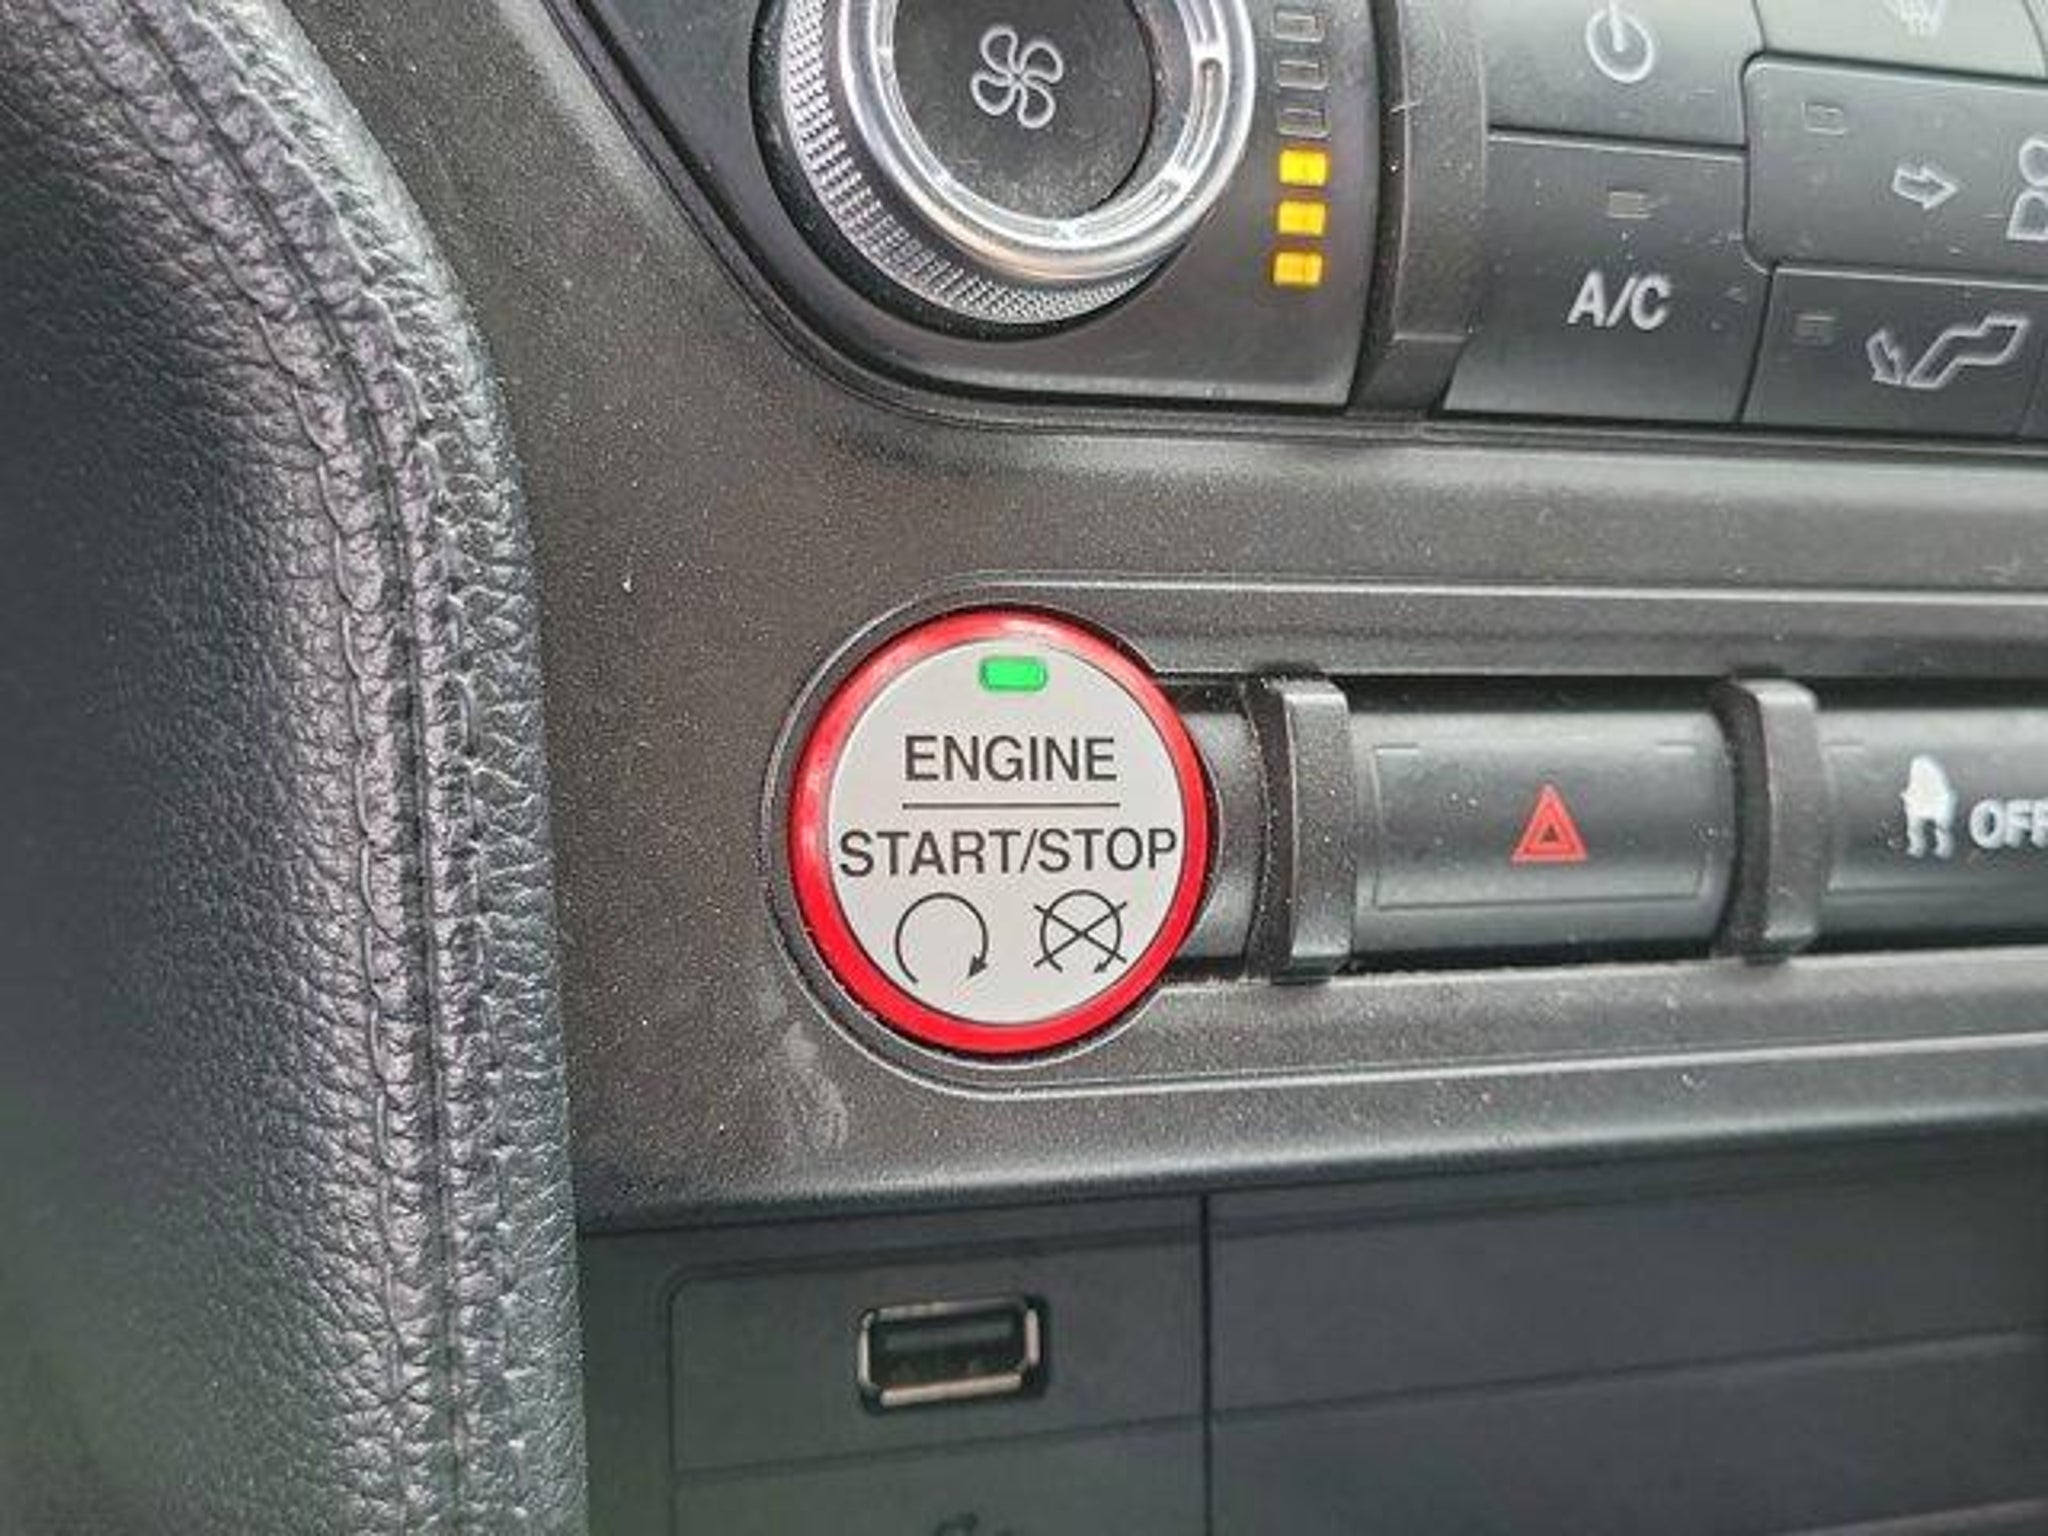 A/C
ENGINE
START/STOP
OFF